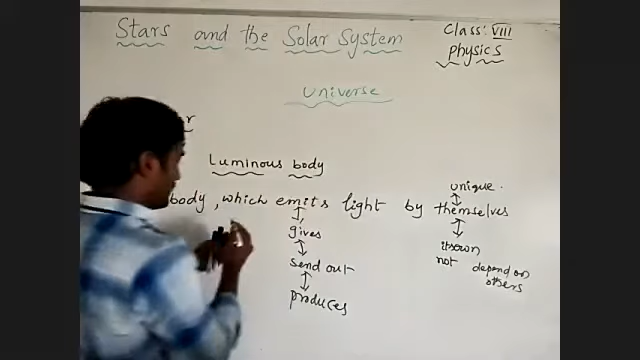 Stars and the Solar System
Class: VIII
Physics
Universe
r
Luminous body
body, which emits light by themselves
unique.
gives
send out
produces
itsown
not depend on
others